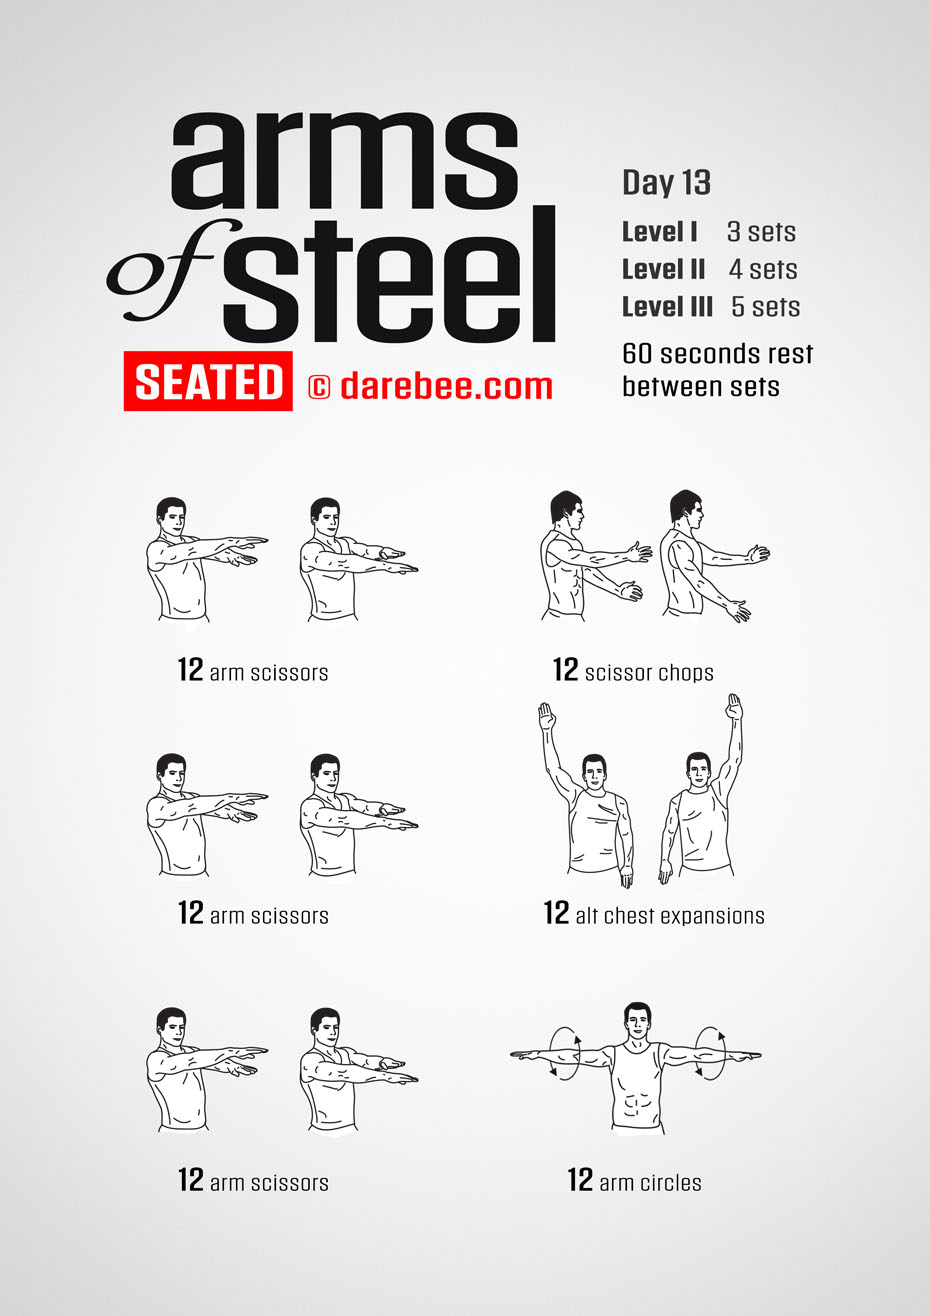 arms
of steel
SEATED © darebee.com
Day 13
Level I 3 sets
Level II 4 sets
Level III 5 sets
60 seconds rest
between sets
12 arm scissors
12 scissor chops
12 arm scissors
12 alt chest expansions
12 arm scissors
12 arm circles